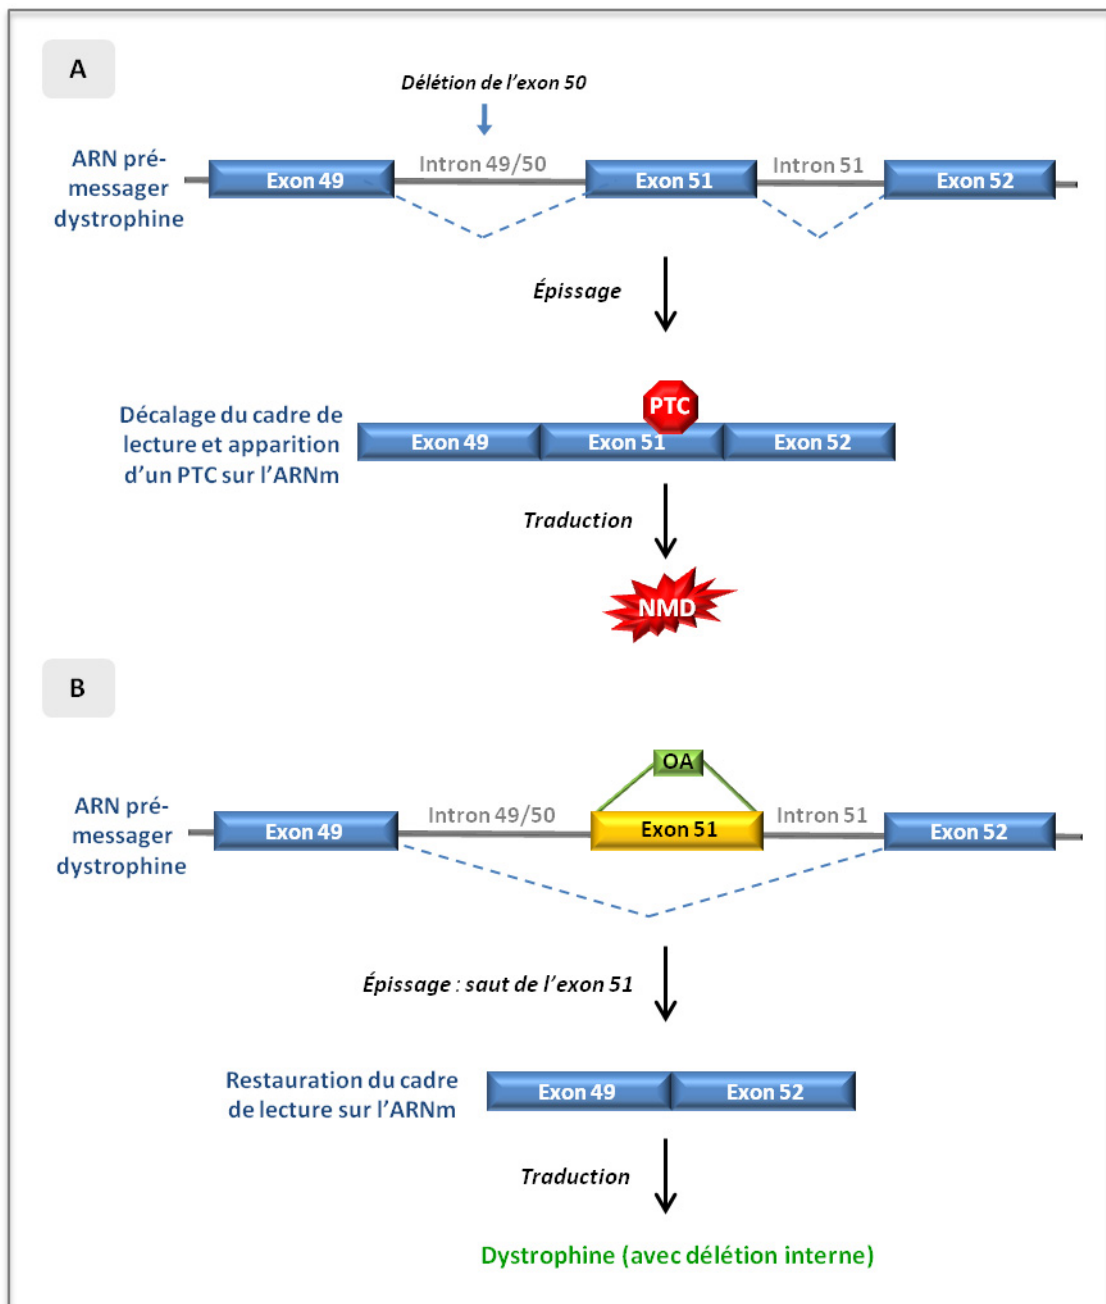 A
Délétion de l'exon 50
ARN pré-
messager
dystrophine
Exon 49
Intron 49/50
Exon 51
Intron 51
Exon 52
Épissage
Décalage du cadre de
lecture et apparition
d'un PTC sur l'ARNm
PTC
Exon 49
Exon 51
Exon 52
Traduction
NMD
B
OA
ARN pré-
messager
dystrophine
Exon 49
Intron 49/50
Exon 51
Intron 51
Exon 52
Épissage : saut de l'exon 51
Restauration du cadre
de lecture sur l'ARNm
Exon 49
Exon 52
Traduction
Dystrophine (avec délétion interne)